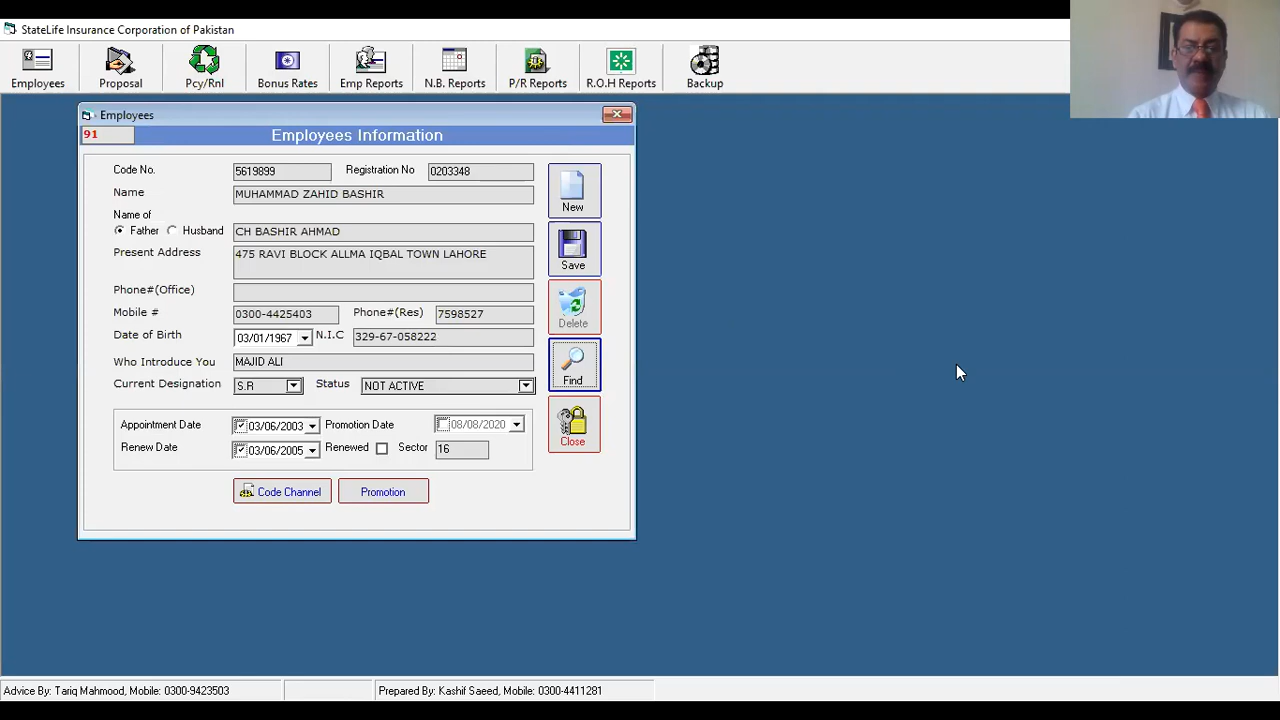 StateLife Insurance Corporation of Pakistan
Employees Proposal Pcy/Rnl Bonus Rates Emp Reports N.B. Reports P/R Reports R.O.H Reports Backup
Employees
91 Employees Information
Code No. 5619899 Registration No 0203348
Name MUHAMMAD ZAHID BASHIR
New
Name of
Father Husband CH BASHIR AHMAD
Present Address 475 RAVI BLOCK ALLMA IQBAL TOWN LAHORE
Save
Phone#(Office)
Mobile # 0300-4425403 Phone#(Res) 7598527
Delete
Date of Birth 03/01/1967 N.I.C 329-67-058222
Who Introduce You MAJID ALI
Current Designation S.R Status NOT ACTIVE
Find
Appointment Date 03/06/2003 Promotion Date 08/08/2020
Renew Date 03/06/2005 Renewed Sector 16
Close
Code Channel Promotion
Advice By: Tariq Mahmood, Mobile: 0300-9423503 Prepared By: Kashif Saeed, Mobile: 0300-4411281